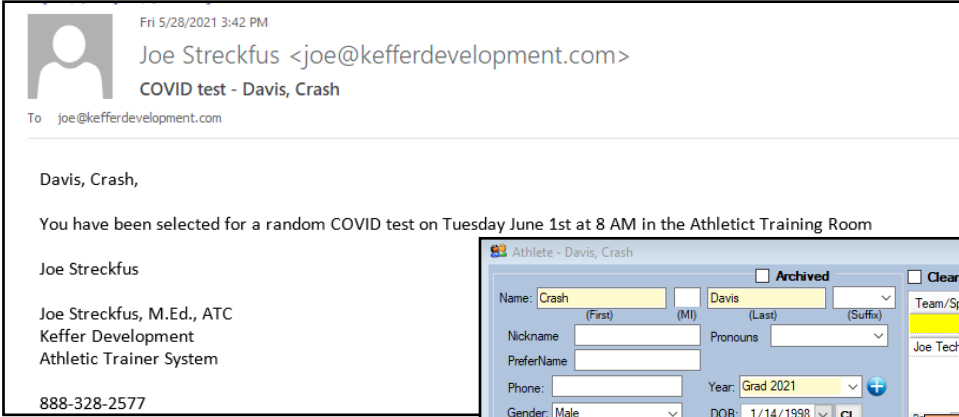 Fri 5/28/2021 3:42 PM
Joe Streckfus <joe@kefferdevelopment.com>
COVID test - Davis, Crash
To joe@kefferdevelopment.com
Davis, Crash,
You have been selected for a random COVID test on Tuesday June 1st at 8 AM in the Athletict Training Room
Joe Streckfus
Joe Streckfus, M.Ed., ATC
Keffer Development
Athletic Trainer System
888-328-2577
Athlete - Davis, Crash
Archived Clear
Name: Crash Davis Team/Sp
(First) (MI) (Last) (Suffix)
Nickname Pronouns Joe Tech
PreferName
Phone: Year: Grad 2021
Gender: Male DOB: 1/14/1998 CL